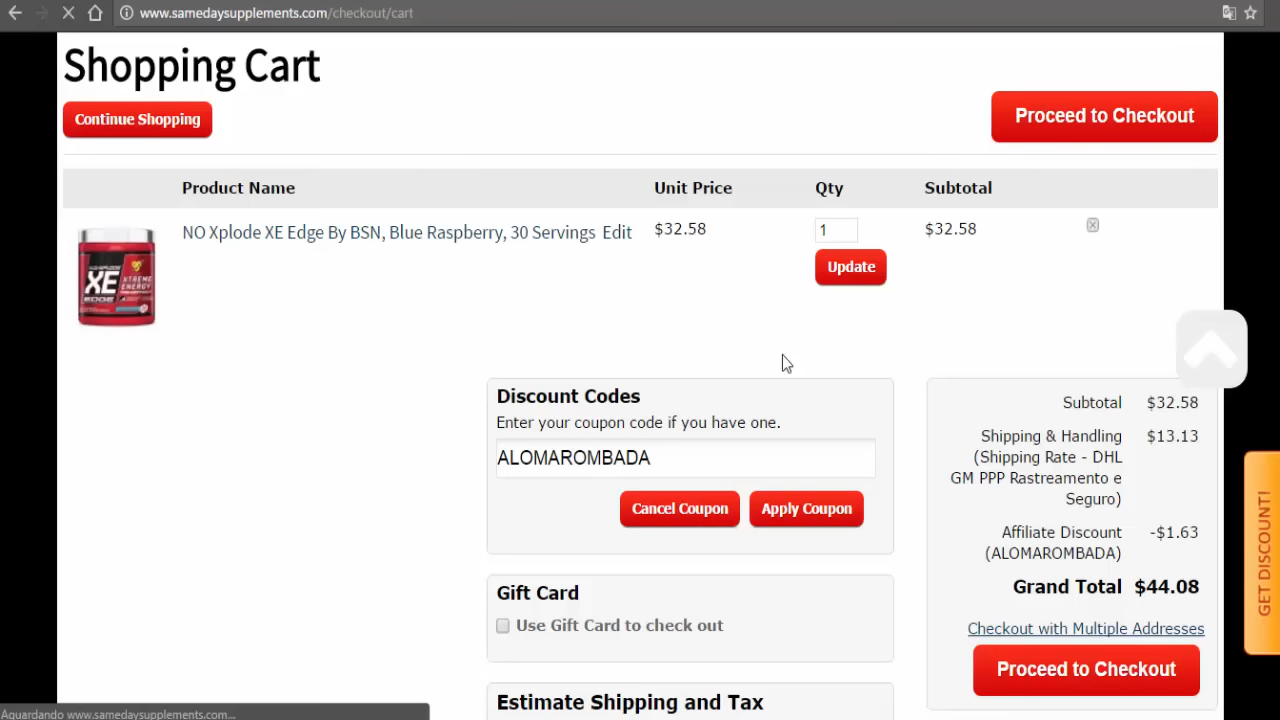 www.samedaysupplements.com/checkout/cart
Shopping Cart
Continue Shopping
Proceed to Checkout
Product Name Unit Price Qty Subtotal
NO Xplode XE Edge By BSN, Blue Raspberry, 30 Servings Edit $32.58 1 $32.58
Update
XE
EDGE
XTREME
ENERGY
Discount Codes
Enter your coupon code if you have one.
ALOMAROMBADA
Cancel Coupon Apply Coupon
Gift Card
Use Gift Card to check out
Estimate Shipping and Tax
Subtotal $32.58
Shipping & Handling $13.13
(Shipping Rate - DHL
GM PPP Rastreamento e
Seguro)
Affiliate Discount -$1.63
(ALOMAROMBADA)
Grand Total $44.08
Checkout with Multiple Addresses
Proceed to Checkout
GET DISCOUNT!
Aguardando www.samedaysupplements.com...